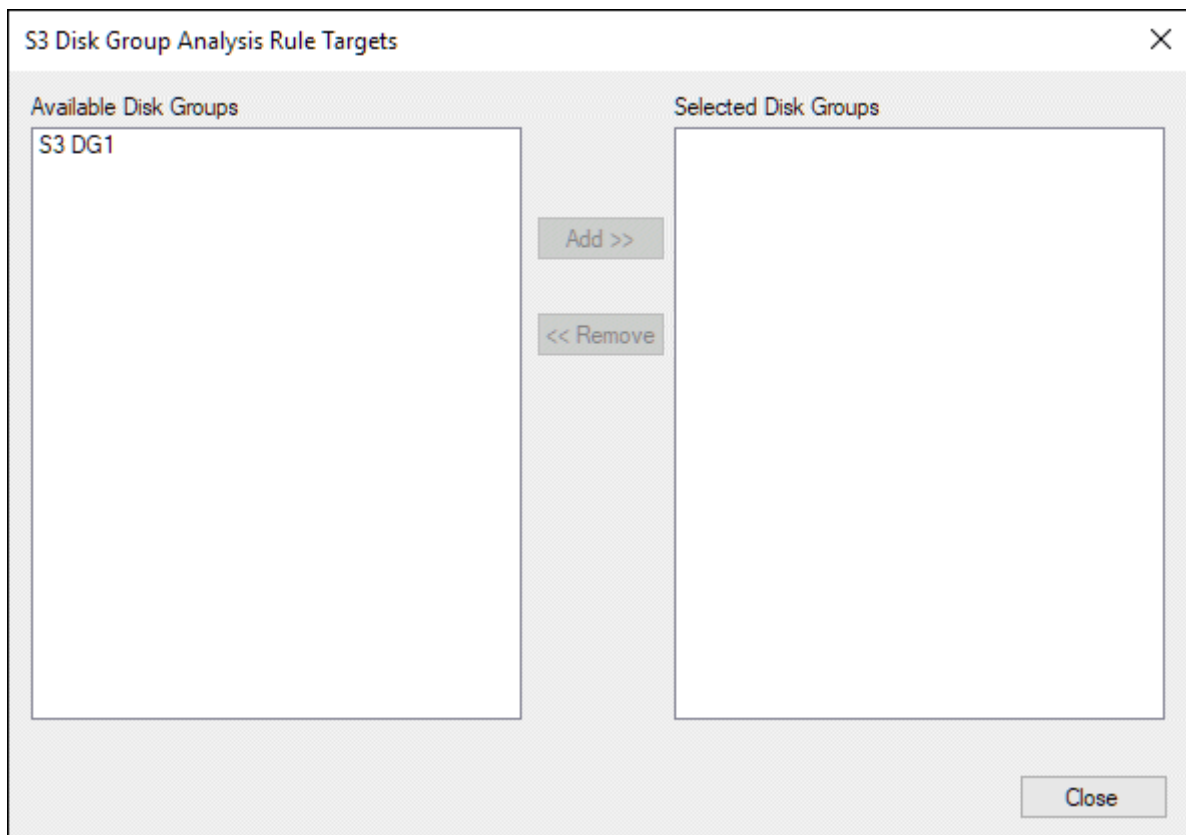 S3 Disk Group Analysis Rule Targets
Available Disk Groups
Selected Disk Groups
S3 DG1
Add >>
<< Remove
Close